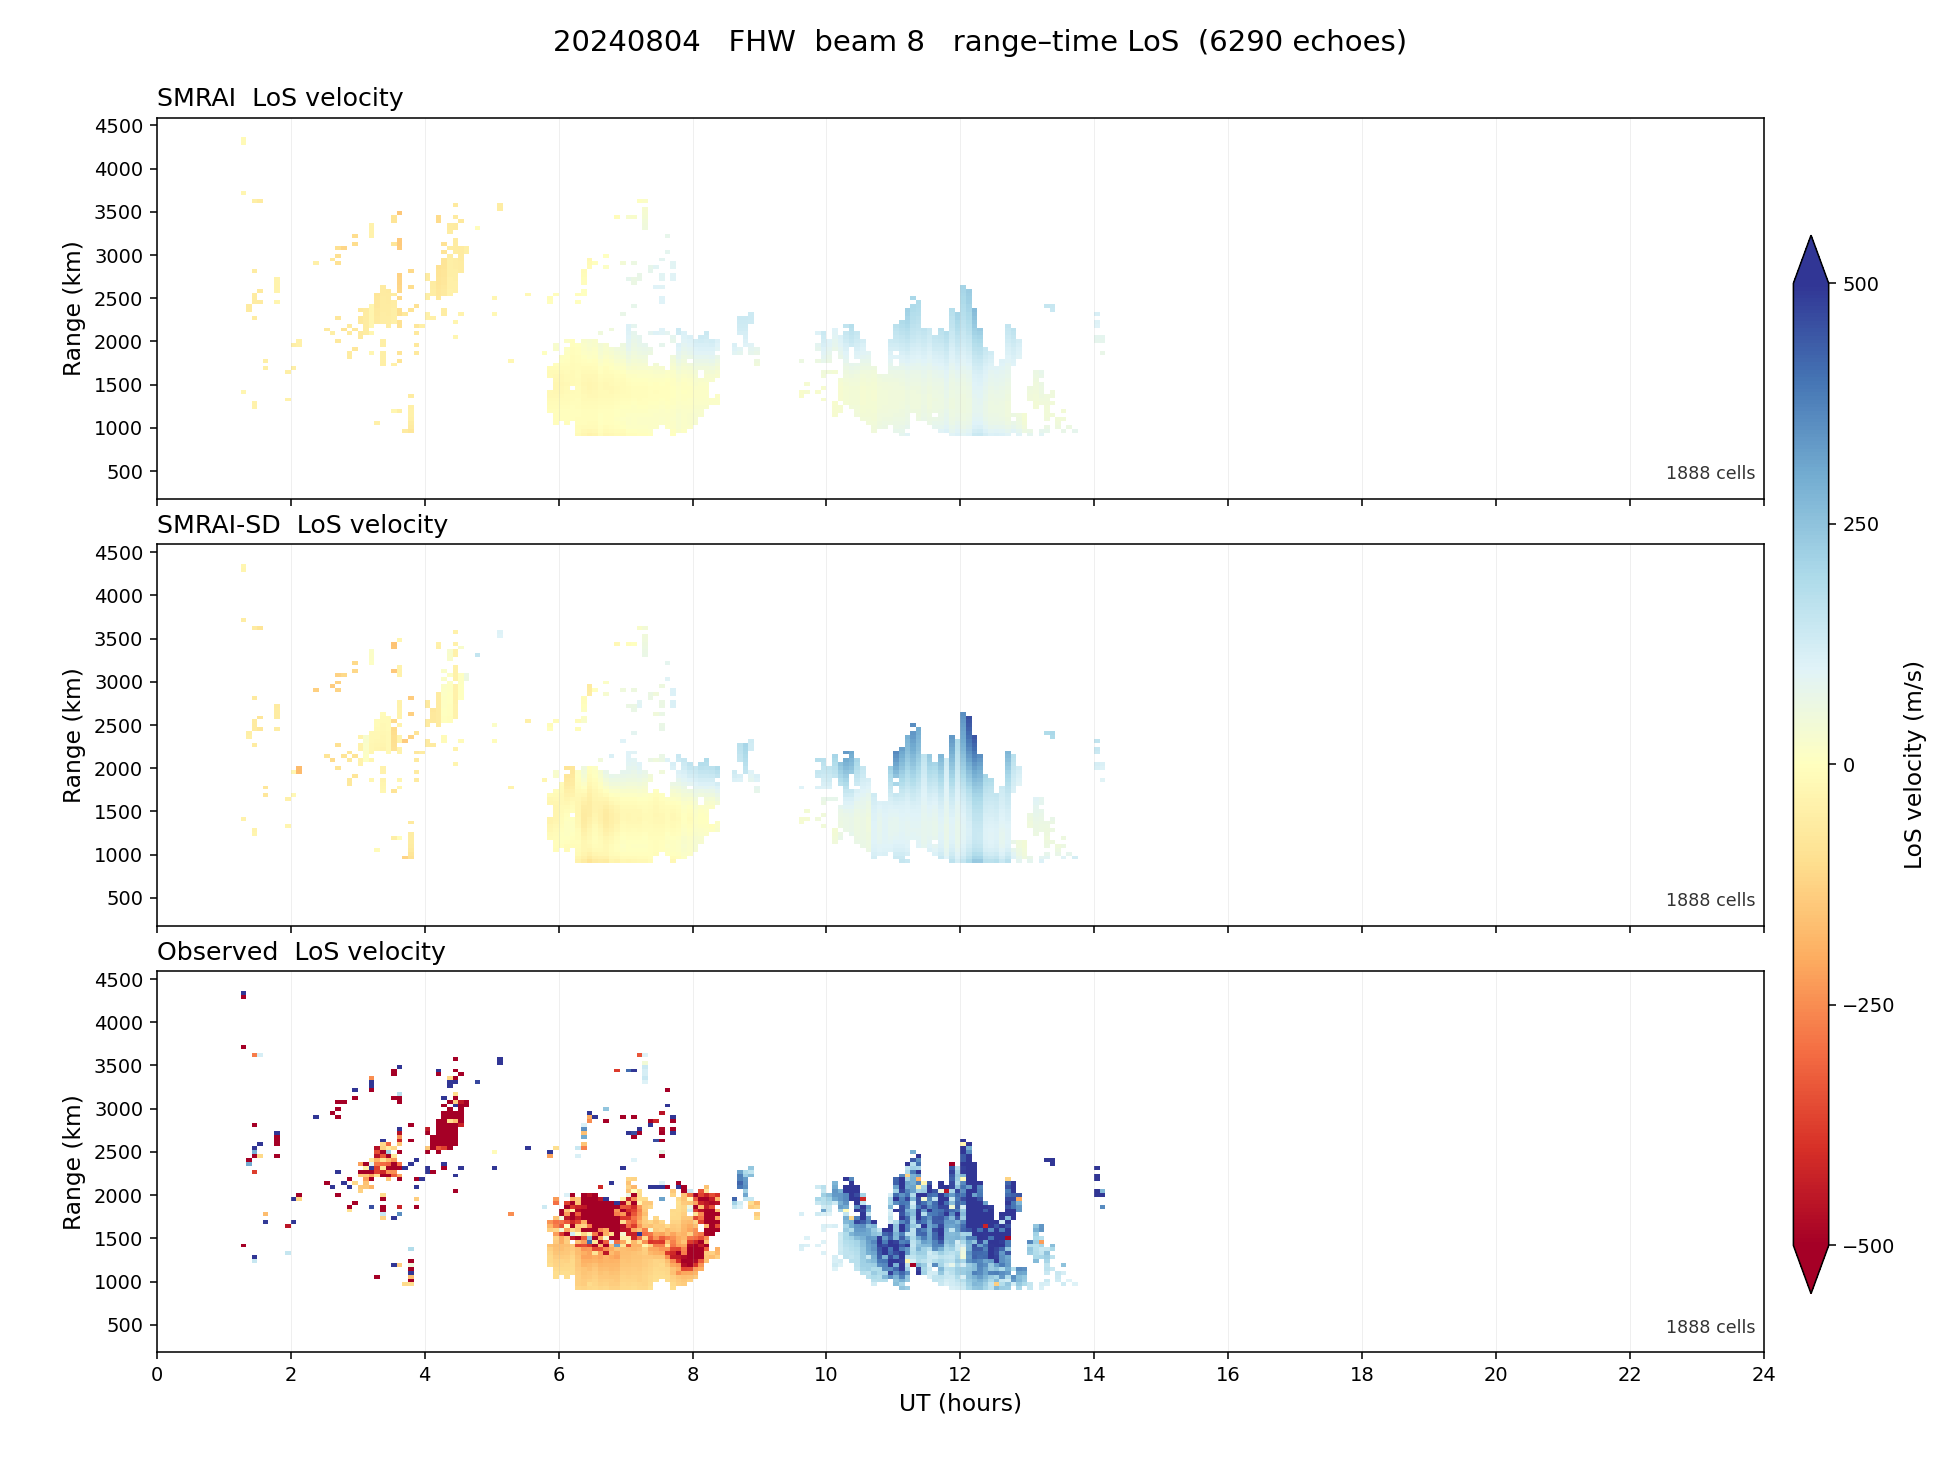 20240804   FHW  beam 8   range–time LoS  (6290 echoes)
SMRAI  LoS velocity
4500
4000
3500
3000
2500
2000
1500
1000
500
Range (km)
1888 cells
SMRAI-SD  LoS velocity
4500
4000
3500
3000
2500
2000
1500
1000
500
Range (km)
1888 cells
Observed  LoS velocity
4500
4000
3500
3000
2500
2000
1500
1000
500
Range (km)
1888 cells
0 2 4 6 8 10 12 14 16 18 20 22 24
UT (hours)
500
250
0
−250
−500
LoS velocity (m/s)